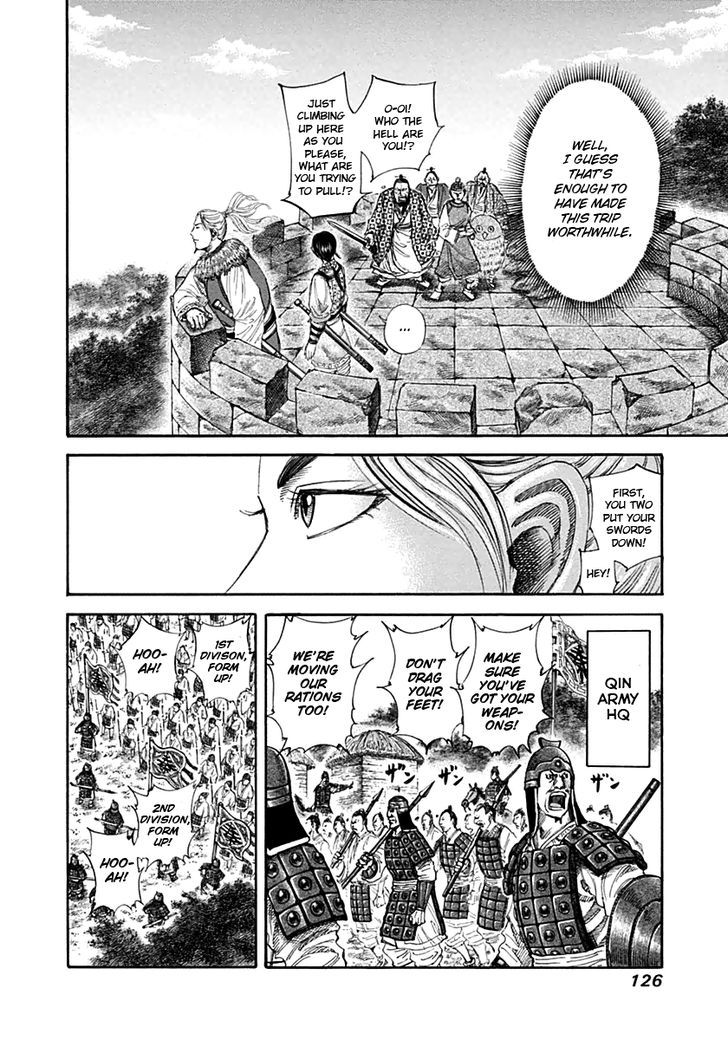 WELL,
I GUESS
THAT'S
ENOUGH TO
HAVE MADE
THIS TRIP
WORTHWHILE.
O-OI!
WHO THE
HELL ARE
YOU!?
JUST
CLIMBING
UP HERE
AS YOU
PLEASE,
WHAT ARE
YOU TRYING
TO PULL!?
...
FIRST,
YOU TWO
PUT YOUR
SWORDS
DOWN!
HEY!
QIN
ARMY
HQ
MAKE
SURE
YOU'VE
GOT YOUR
WEAP-
ONS!
DON'T
DRAG
YOUR
FEET!
WE'RE
MOVING
OUR
RATIONS
TOO!
ザン
ザン
1ST
DIVISON,
FORM
UP!
HOO-
AH!
2ND
DIVISION,
FORM
UP!
HOO-
AH!
126